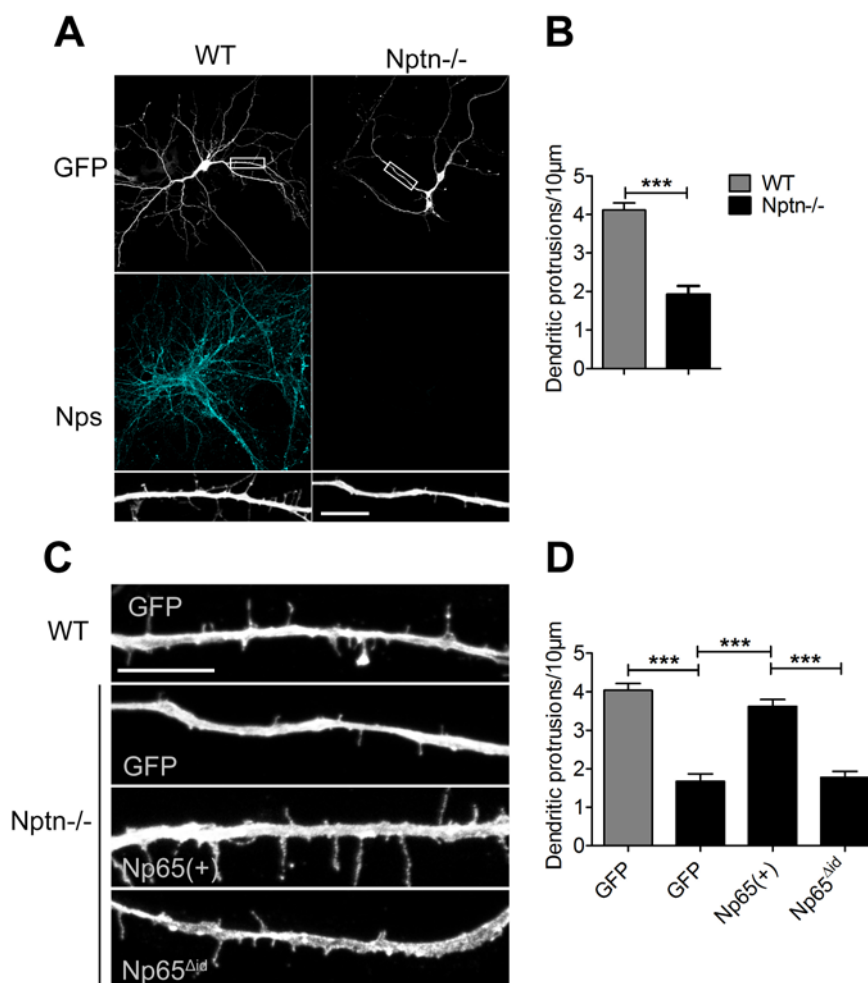 A
WT Nptn-/-
GFP
Nps
B
Dendritic protrusions/10µm
5
4
3
2
1
0
***
WT
Nptn-/-
C
WT
GFP
Nptn-/-
GFP
Np65(+)
Np65Δid
D
Dendritic protrusions/10µm
5
4
3
2
1
0
*** *** ***
GFP GFP Np65(+) Np65Δid